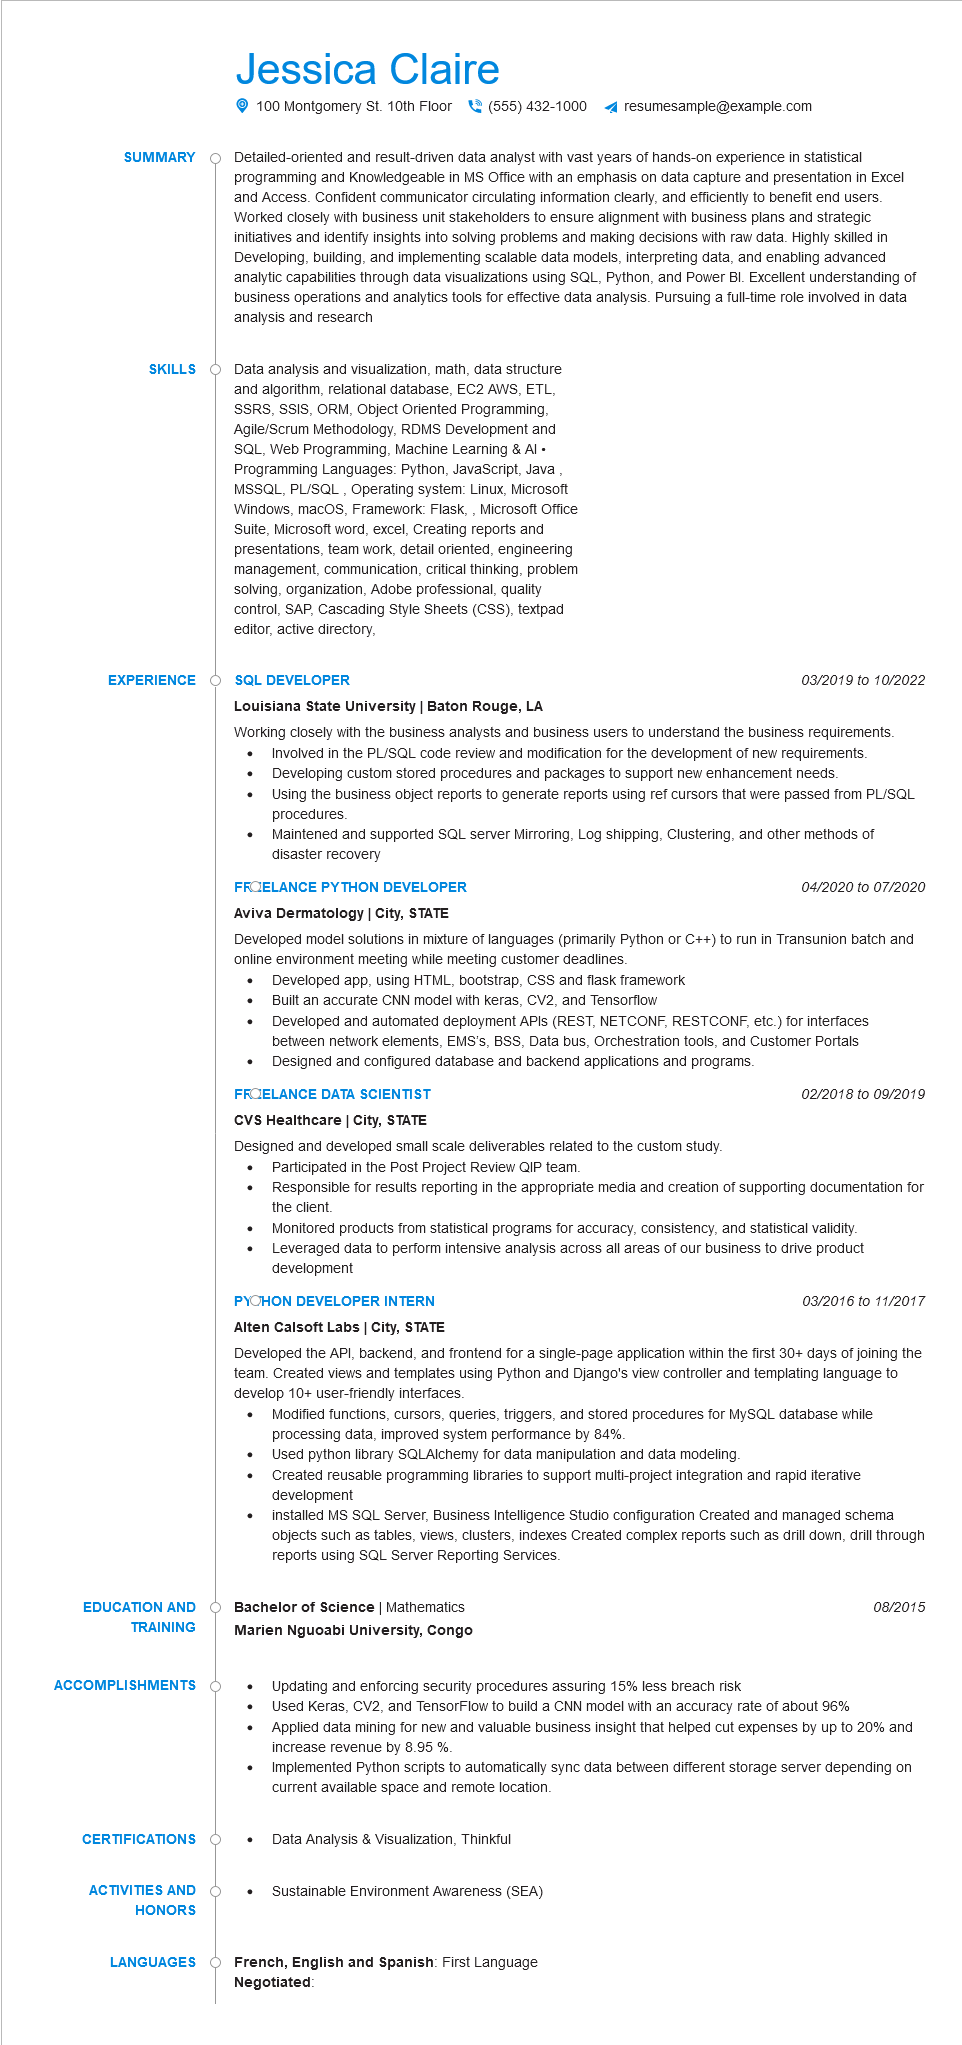 Jessica Claire
100 Montgomery St. 10th Floor (555) 432-1000 resumesample@example.com
SUMMARY
Detailed-oriented and result-driven data analyst with vast years of hands-on experience in statistical
programming and Knowledgeable in MS Office with an emphasis on data capture and presentation in Excel
and Access. Confident communicator circulating information clearly, and efficiently to benefit end users.
Worked closely with business unit stakeholders to ensure alignment with business plans and strategic
initiatives and identify insights into solving problems and making decisions with raw data. Highly skilled in
Developing, building, and implementing scalable data models, interpreting data, and enabling advanced
analytic capabilities through data visualizations using SQL, Python, and Power BI. Excellent understanding of
business operations and analytics tools for effective data analysis. Pursuing a full-time role involved in data
analysis and research
SKILLS
Data analysis and visualization, math, data structure
and algorithm, relational database, EC2 AWS, ETL,
SSRS, SSIS, ORM, Object Oriented Programming,
Agile/Scrum Methodology, RDMS Development and
SQL, Web Programming, Machine Learning & AI •
Programming Languages: Python, JavaScript, Java ,
MSSQL, PL/SQL , Operating system: Linux, Microsoft
Windows, macOS, Framework: Flask, , Microsoft Office
Suite, Microsoft word, excel, Creating reports and
presentations, team work, detail oriented, engineering
management, communication, critical thinking, problem
solving, organization, Adobe professional, quality
control, SAP, Cascading Style Sheets (CSS), textpad
editor, active directory,
EXPERIENCE
SQL DEVELOPER 03/2019 to 10/2022
Louisiana State University | Baton Rouge, LA
Working closely with the business analysts and business users to understand the business requirements.
• Involved in the PL/SQL code review and modification for the development of new requirements.
• Developing custom stored procedures and packages to support new enhancement needs.
• Using the business object reports to generate reports using ref cursors that were passed from PL/SQL
procedures.
• Maintened and supported SQL server Mirroring, Log shipping, Clustering, and other methods of
disaster recovery
FREELANCE PYTHON DEVELOPER 04/2020 to 07/2020
Aviva Dermatology | City, STATE
Developed model solutions in mixture of languages (primarily Python or C++) to run in Transunion batch and
online environment meeting while meeting customer deadlines.
• Developed app, using HTML, bootstrap, CSS and flask framework
• Built an accurate CNN model with keras, CV2, and Tensorflow
• Developed and automated deployment APIs (REST, NETCONF, RESTCONF, etc.) for interfaces
between network elements, EMS's, BSS, Data bus, Orchestration tools, and Customer Portals
• Designed and configured database and backend applications and programs.
FREELANCE DATA SCIENTIST 02/2018 to 09/2019
CVS Healthcare | City, STATE
Designed and developed small scale deliverables related to the custom study.
• Participated in the Post Project Review QIP team.
• Responsible for results reporting in the appropriate media and creation of supporting documentation for
the client.
• Monitored products from statistical programs for accuracy, consistency, and statistical validity.
• Leveraged data to perform intensive analysis across all areas of our business to drive product
development
PYTHON DEVELOPER INTERN 03/2016 to 11/2017
Alten Calsoft Labs | City, STATE
Developed the API, backend, and frontend for a single-page application within the first 30+ days of joining the
team. Created views and templates using Python and Django's view controller and templating language to
develop 10+ user-friendly interfaces.
• Modified functions, cursors, queries, triggers, and stored procedures for MySQL database while
processing data, improved system performance by 84%.
• Used python library SQLAlchemy for data manipulation and data modeling.
• Created reusable programming libraries to support multi-project integration and rapid iterative
development
• installed MS SQL Server, Business Intelligence Studio configuration Created and managed schema
objects such as tables, views, clusters, indexes Created complex reports such as drill down, drill through
reports using SQL Server Reporting Services.
EDUCATION AND
TRAINING
Bachelor of Science | Mathematics 08/2015
Marien Nguoabi University, Congo
ACCOMPLISHMENTS
• Updating and enforcing security procedures assuring 15% less breach risk
• Used Keras, CV2, and TensorFlow to build a CNN model with an accuracy rate of about 96%
• Applied data mining for new and valuable business insight that helped cut expenses by up to 20% and
increase revenue by 8.95 %.
• Implemented Python scripts to automatically sync data between different storage server depending on
current available space and remote location.
CERTIFICATIONS
• Data Analysis & Visualization, Thinkful
ACTIVITIES AND
HONORS
• Sustainable Environment Awareness (SEA)
LANGUAGES
French, English and Spanish: First Language
Negotiated: